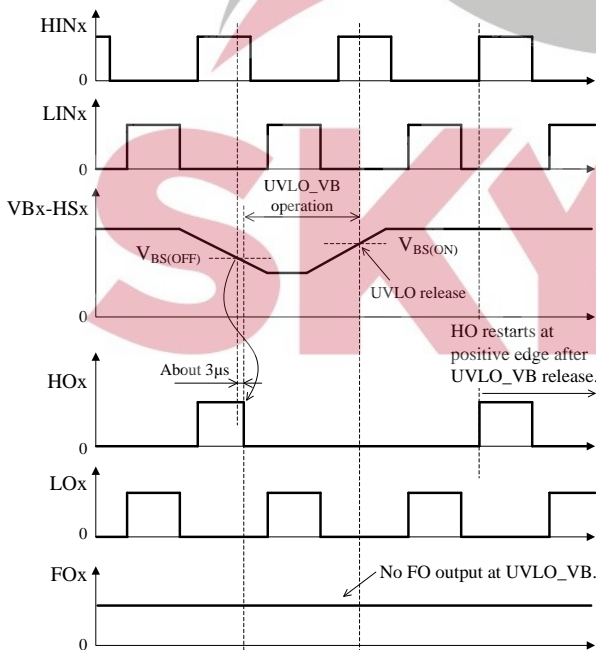 HINx
0
LINx
0
UVLO_VB
operation
VBx-HSx
VBS(OFF)
VBS(ON)
UVLO release
0
HO restarts at
positive edge after
UVLO_VB release.
About 3µs
HOx
0
LOx
0
FOx
No FO output at UVLO_VB.
0
SKY